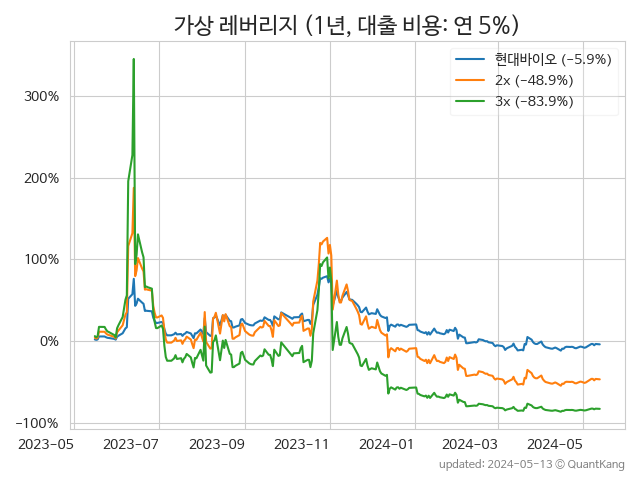 가상 레버리지 (1년, 대출 비용: 연 5%)
현대바이오 (−5.9%)
2x (−48.9%)
3x (−83.9%)
300%
200%
100%
0%
−100%
2023-05 2023-07 2023-09 2023-11 2024-01 2024-03 2024-05
updated: 2024-05-13 © QuantKang